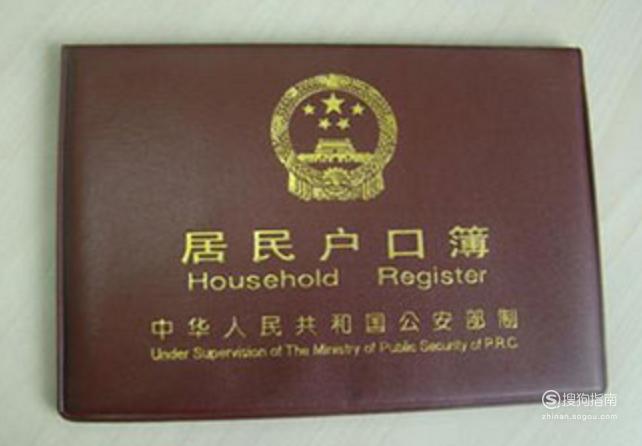 居民户口簿
Household Register
中华人民共和国公安部制
Under Supervision of The Ministry of Public Security of P.R.C
搜狗指南
zhinan.sogou.com